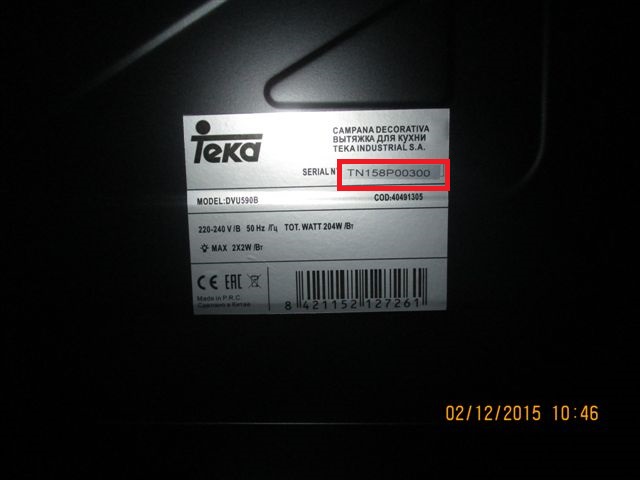 Teka
CAMPANA DECORATIVA
ВЫТЯЖКА ДЛЯ КУХНИ
TEKA INDUSTRIAL S.A.
SERIAL N TN158P00300
MODEL:DVU590B COD:40491305
220-240 V/В 50 Hz /Гц TOT. WATT 204W /Вт
MAX 2X2W /Вт
CE EAC
Made in P.R.C.
Сделано в Китае
8 421152 127261
02/12/2015 10:46